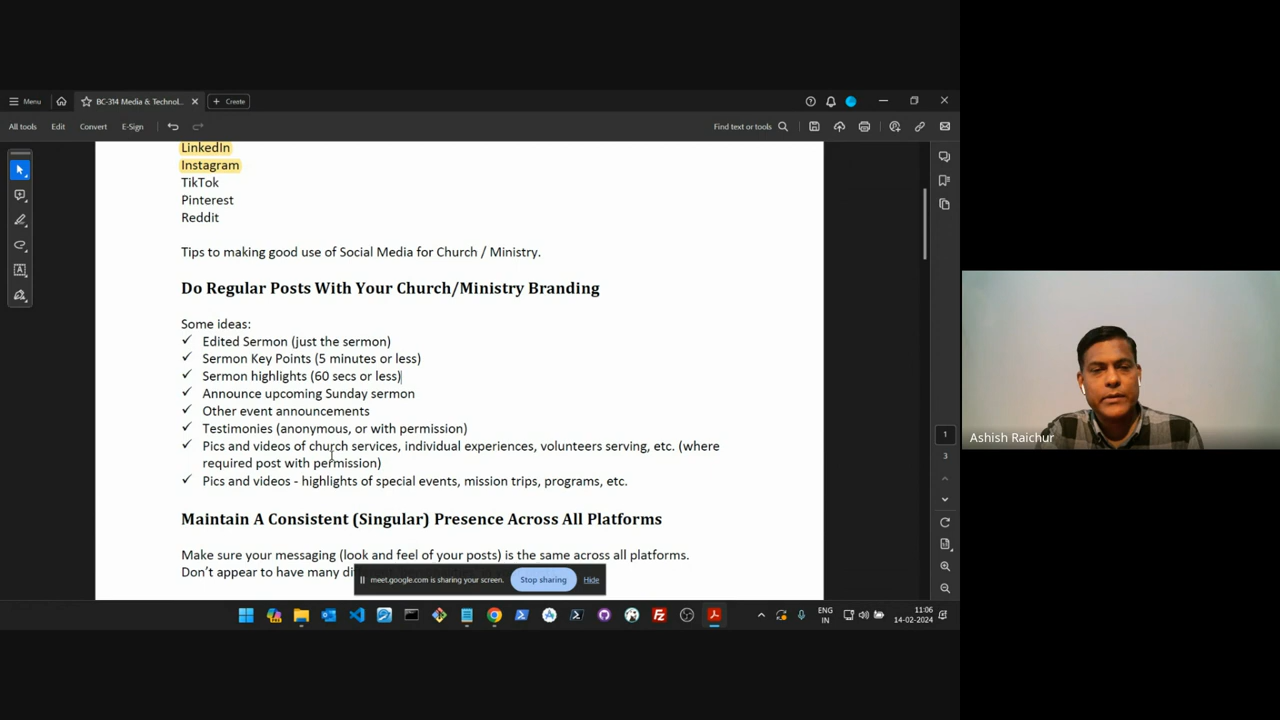 Menu
BC-314 Media & Technol...
Create
All tools
Edit
Convert
E-Sign
Find text or tools
LinkedIn
Instagram
TikTok
Pinterest
Reddit
Tips to making good use of Social Media for Church / Ministry.
Do Regular Posts With Your Church/Ministry Branding
Some ideas:
✓ Edited Sermon (just the sermon)
✓ Sermon Key Points (5 minutes or less)
✓ Sermon highlights (60 secs or less)
✓ Announce upcoming Sunday sermon
✓ Other event announcements
✓ Testimonies (anonymous, or with permission)
✓ Pics and videos of church services, individual experiences, volunteers serving, etc. (where
required post with permission)
✓ Pics and videos - highlights of special events, mission trips, programs, etc.
Maintain A Consistent (Singular) Presence Across All Platforms
Make sure your messaging (look and feel of your posts) is the same across all platforms.
Don't appear to have many di
meet.google.com is sharing your screen.
Stop sharing
Hide
1
3
ENG
IN
11:06
14-02-2024
Ashish Raichur